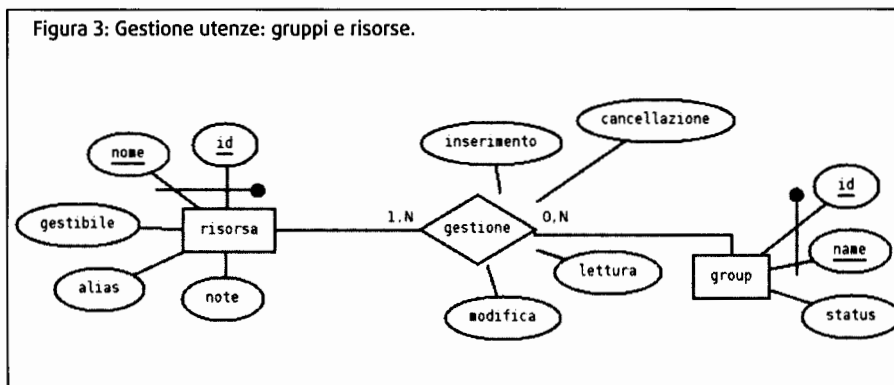 Figura 3: Gestione utenze: gruppi e risorse.
cancellazione
inserimento
id
nome
id
1,N
0,N
gestibile
risorsa
gestione
name
lettura
group
alias
note
modifica
status